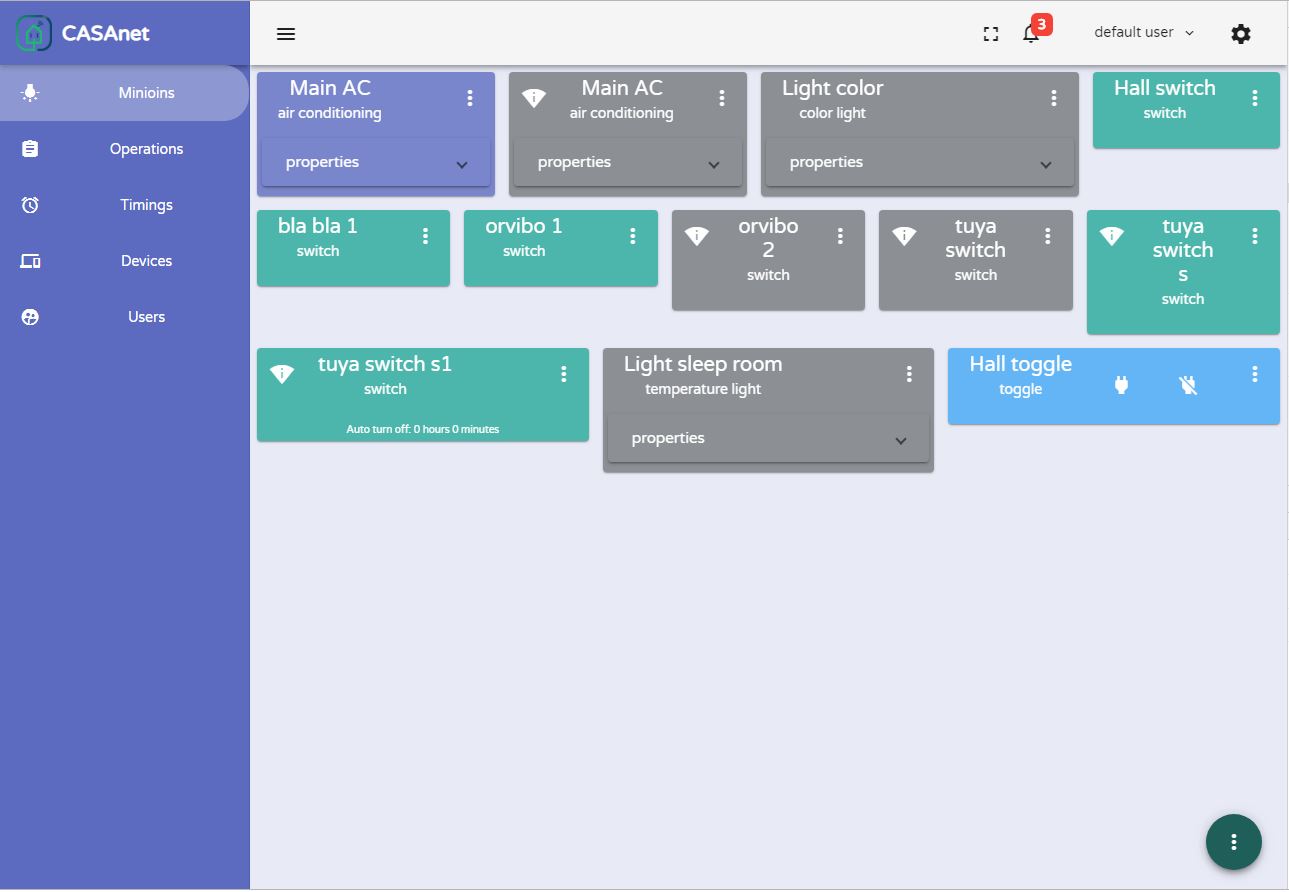 CASAnet
3
default user
Minioins
Operations
Timings
Devices
Users
Main AC
air conditioning
properties
Main AC
air conditioning
properties
Light color
color light
properties
Hall switch
switch
bla bla 1
switch
orvibo 1
switch
orvibo
2
switch
tuya
switch
switch
tuya
switch
s
switch
tuya switch s1
switch
Auto turn off: 0 hours 0 minutes
Light sleep room
temperature light
properties
Hall toggle
toggle